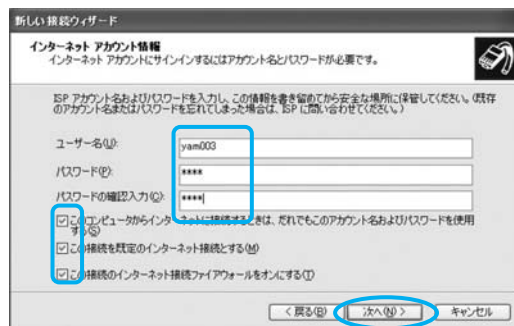 新しい接続ウィザード
インターネット アカウント情報
インターネット アカウントにサインインするにはアカウント名とパスワードが必要です。
ISP アカウント名およびパスワードを入力し、この情報を書き留めてから安全な場所に保管してください。(既存
のアカウント名またはパスワードを忘れてしまった場合は、ISP に問い合わせてください。)
ユーザー名(U):
yam003
パスワード(P):
****
パスワードの確認入力(C):
****
このコンピュータからインターネットに接続するときは、だれでもこのアカウント名およびパスワードを使用
する(S)
この接続を既定のインターネット接続とする(M)
この接続のインターネット接続ファイアウォールをオンにする(T)
< 戻る(B)
次へ(N) >
キャンセル